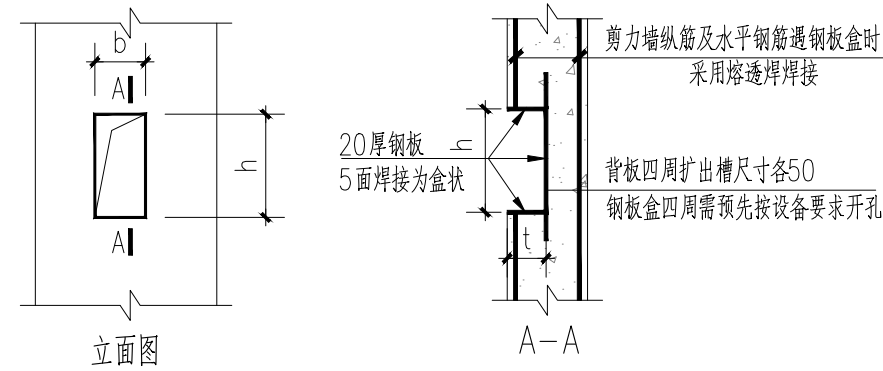 b
A
h
A
立面图
剪力墙纵筋及水平钢筋遇钢板盒时
采用熔透焊焊接
20厚钢板
5面焊接为盒状
h
背板四周扩出槽尺寸各50
钢板盒四周需预先按设备要求开孔
t
A-A